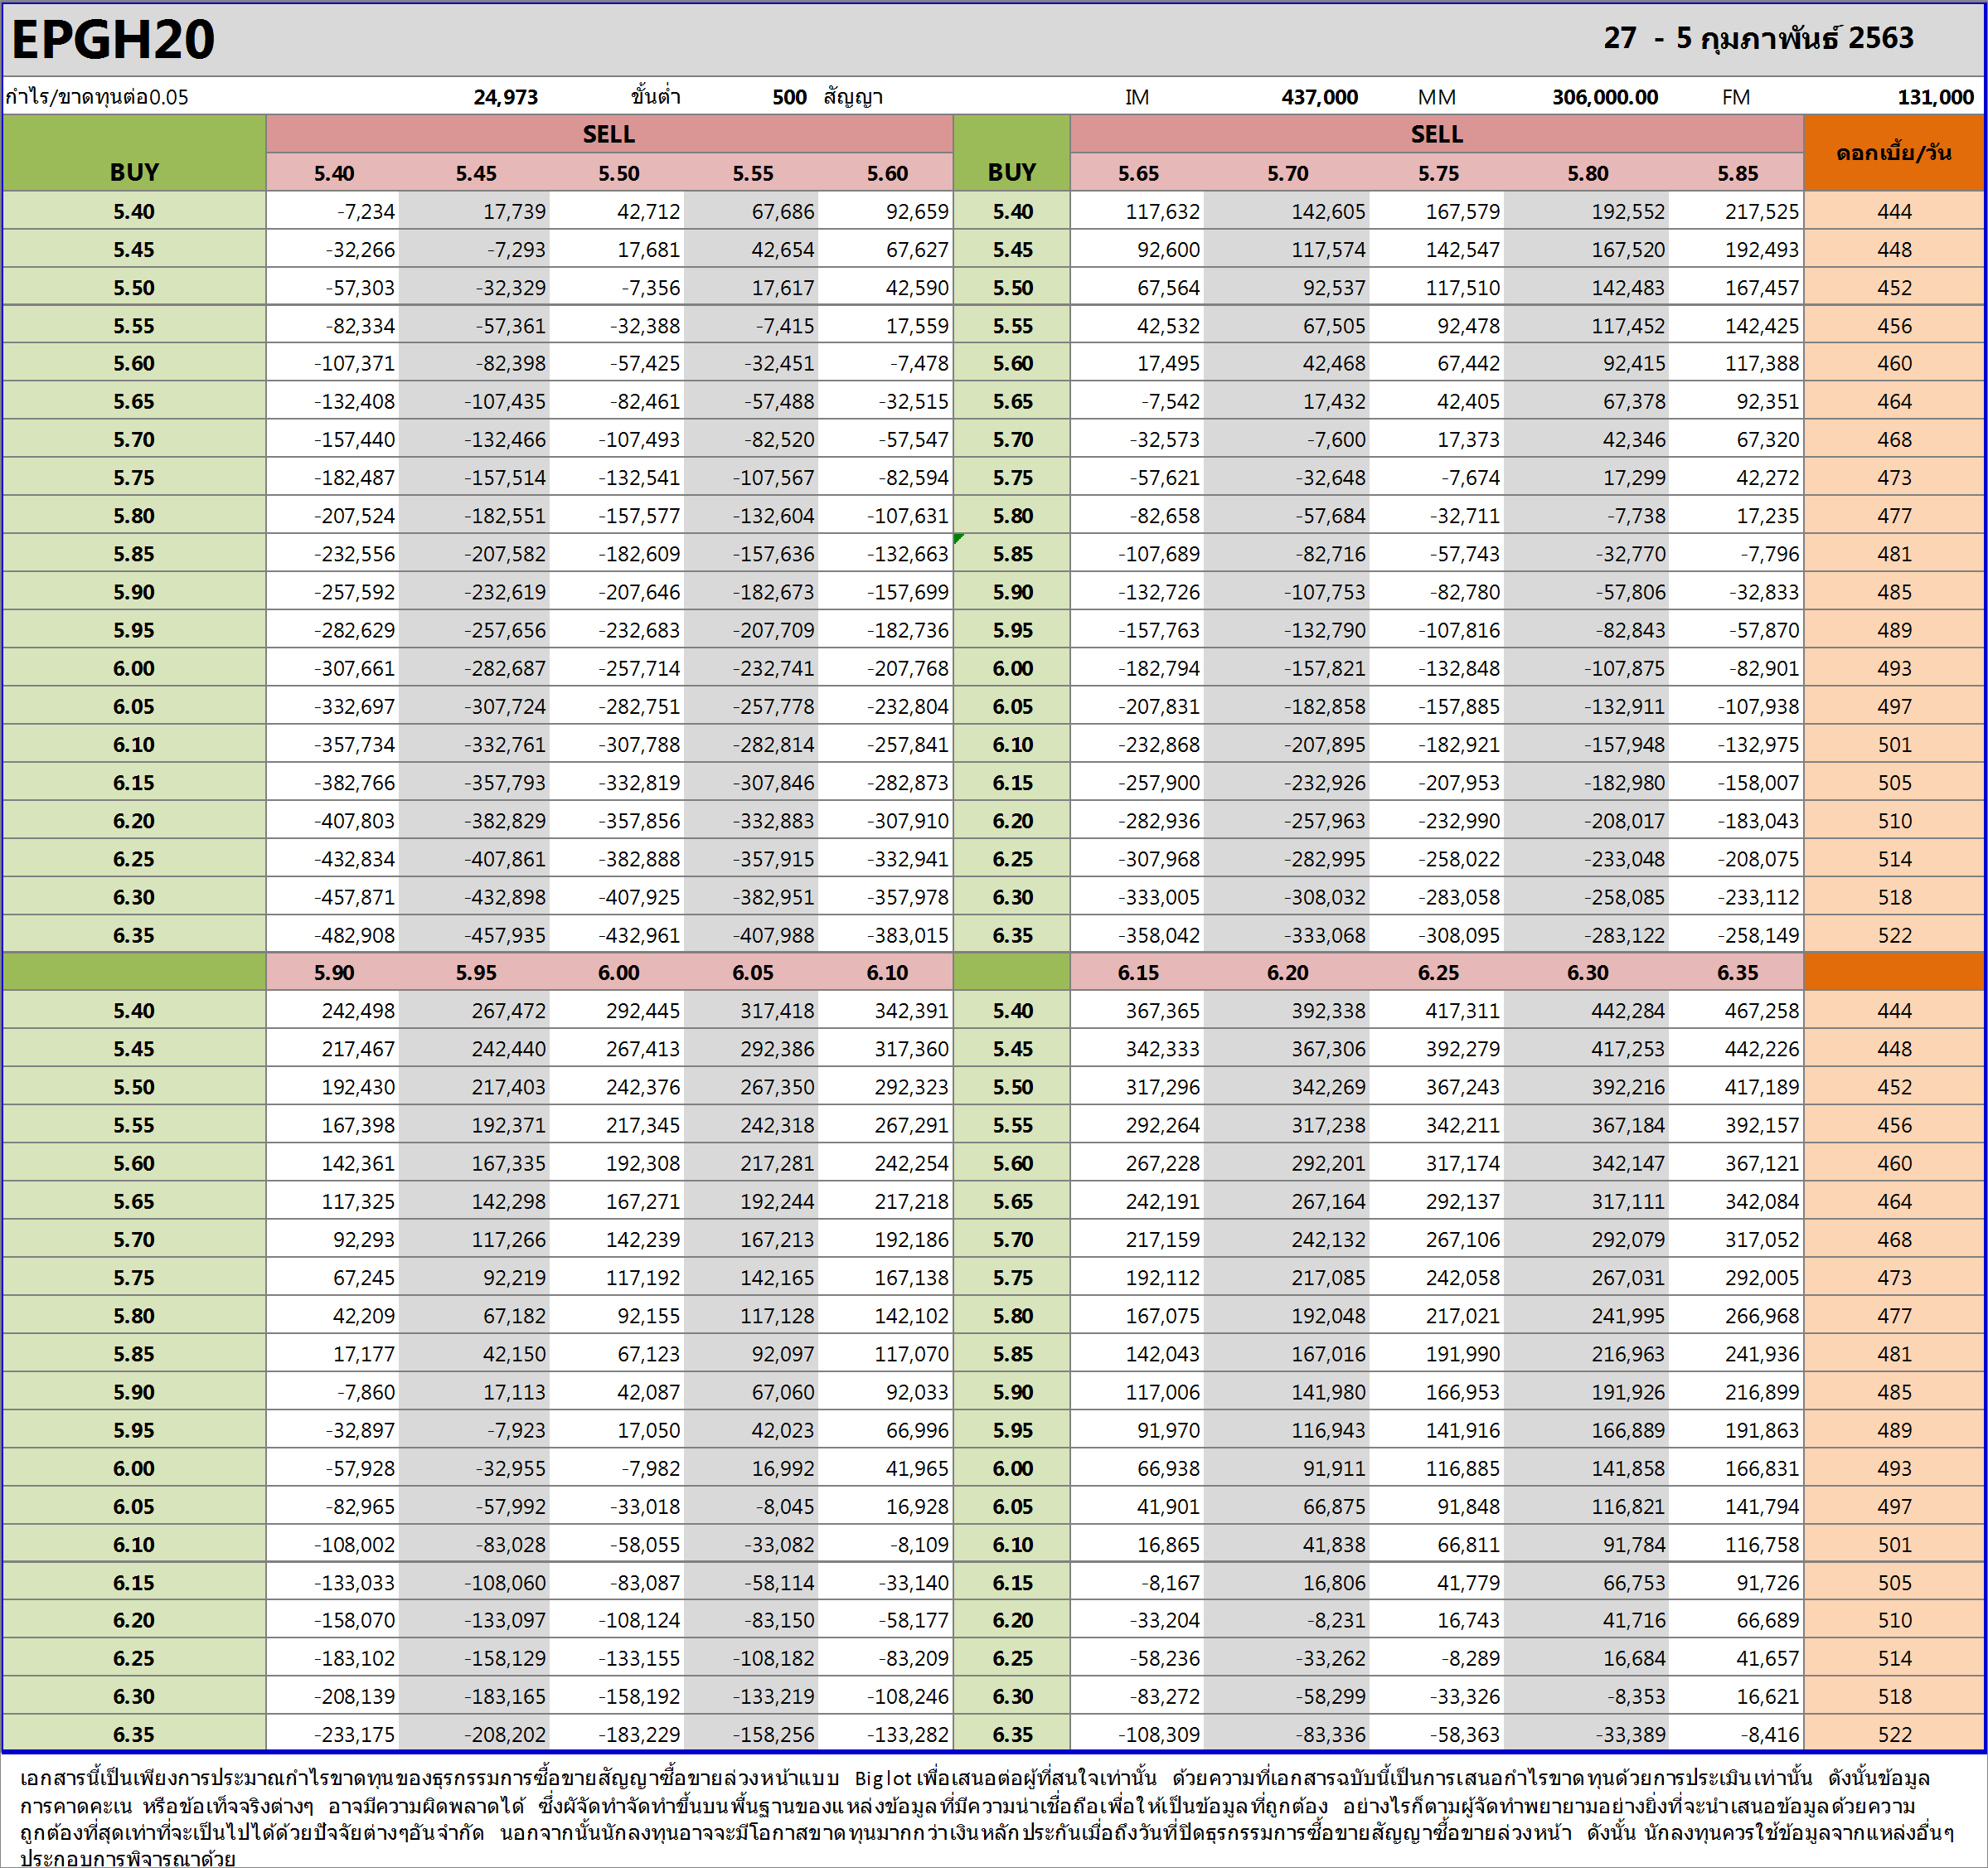 EPGH20 27 - 5 กุมภาพันธ์ 2563
กำไร/ขาดทุนต่อ0.05 24,973 ขั้นต่ำ 500 สัญญา IM 437,000 MM 306,000.00 FM 131,000
SELL SELL ดอกเบี้ย/วัน
BUY 5.40 5.45 5.50 5.55 5.60 BUY 5.65 5.70 5.75 5.80 5.85
5.40 -7,234 17,739 42,712 67,686 92,659 5.40 117,632 142,605 167,579 192,552 217,525 444
5.45 -32,266 -7,293 17,681 42,654 67,627 5.45 92,600 117,574 142,547 167,520 192,493 448
5.50 -57,303 -32,329 -7,356 17,617 42,590 5.50 67,564 92,537 117,510 142,483 167,457 452
5.55 -82,334 -57,361 -32,388 -7,415 17,559 5.55 42,532 67,505 92,478 117,452 142,425 456
5.60 -107,371 -82,398 -57,425 -32,451 -7,478 5.60 17,495 42,468 67,442 92,415 117,388 460
5.65 -132,408 -107,435 -82,461 -57,488 -32,515 5.65 -7,542 17,432 42,405 67,378 92,351 464
5.70 -157,440 -132,466 -107,493 -82,520 -57,547 5.70 -32,573 -7,600 17,373 42,346 67,320 468
5.75 -182,487 -157,514 -132,541 -107,567 -82,594 5.75 -57,621 -32,648 -7,674 17,299 42,272 473
5.80 -207,524 -182,551 -157,577 -132,604 -107,631 5.80 -82,658 -57,684 -32,711 -7,738 17,235 477
5.85 -232,556 -207,582 -182,609 -157,636 -132,663 5.85 -107,689 -82,716 -57,743 -32,770 -7,796 481
5.90 -257,592 -232,619 -207,646 -182,673 -157,699 5.90 -132,726 -107,753 -82,780 -57,806 -32,833 485
5.95 -282,629 -257,656 -232,683 -207,709 -182,736 5.95 -157,763 -132,790 -107,816 -82,843 -57,870 489
6.00 -307,661 -282,687 -257,714 -232,741 -207,768 6.00 -182,794 -157,821 -132,848 -107,875 -82,901 493
6.05 -332,697 -307,724 -282,751 -257,778 -232,804 6.05 -207,831 -182,858 -157,885 -132,911 -107,938 497
6.10 -357,734 -332,761 -307,788 -282,814 -257,841 6.10 -232,868 -207,895 -182,921 -157,948 -132,975 501
6.15 -382,766 -357,793 -332,819 -307,846 -282,873 6.15 -257,900 -232,926 -207,953 -182,980 -158,007 505
6.20 -407,803 -382,829 -357,856 -332,883 -307,910 6.20 -282,936 -257,963 -232,990 -208,017 -183,043 510
6.25 -432,834 -407,861 -382,888 -357,915 -332,941 6.25 -307,968 -282,995 -258,022 -233,048 -208,075 514
6.30 -457,871 -432,898 -407,925 -382,951 -357,978 6.30 -333,005 -308,032 -283,058 -258,085 -233,112 518
6.35 -482,908 -457,935 -432,961 -407,988 -383,015 6.35 -358,042 -333,068 -308,095 -283,122 -258,149 522
5.90 5.95 6.00 6.05 6.10 6.15 6.20 6.25 6.30 6.35
5.40 242,498 267,472 292,445 317,418 342,391 5.40 367,365 392,338 417,311 442,284 467,258 444
5.45 217,467 242,440 267,413 292,386 317,360 5.45 342,333 367,306 392,279 417,253 442,226 448
5.50 192,430 217,403 242,376 267,350 292,323 5.50 317,296 342,269 367,243 392,216 417,189 452
5.55 167,398 192,371 217,345 242,318 267,291 5.55 292,264 317,238 342,211 367,184 392,157 456
5.60 142,361 167,335 192,308 217,281 242,254 5.60 267,228 292,201 317,174 342,147 367,121 460
5.65 117,325 142,298 167,271 192,244 217,218 5.65 242,191 267,164 292,137 317,111 342,084 464
5.70 92,293 117,266 142,239 167,213 192,186 5.70 217,159 242,132 267,106 292,079 317,052 468
5.75 67,245 92,219 117,192 142,165 167,138 5.75 192,112 217,085 242,058 267,031 292,005 473
5.80 42,209 67,182 92,155 117,128 142,102 5.80 167,075 192,048 217,021 241,995 266,968 477
5.85 17,177 42,150 67,123 92,097 117,070 5.85 142,043 167,016 191,990 216,963 241,936 481
5.90 -7,860 17,113 42,087 67,060 92,033 5.90 117,006 141,980 166,953 191,926 216,899 485
5.95 -32,897 -7,923 17,050 42,023 66,996 5.95 91,970 116,943 141,916 166,889 191,863 489
6.00 -57,928 -32,955 -7,982 16,992 41,965 6.00 66,938 91,911 116,885 141,858 166,831 493
6.05 -82,965 -57,992 -33,018 -8,045 16,928 6.05 41,901 66,875 91,848 116,821 141,794 497
6.10 -108,002 -83,028 -58,055 -33,082 -8,109 6.10 16,865 41,838 66,811 91,784 116,758 501
6.15 -133,033 -108,060 -83,087 -58,114 -33,140 6.15 -8,167 16,806 41,779 66,753 91,726 505
6.20 -158,070 -133,097 -108,124 -83,150 -58,177 6.20 -33,204 -8,231 16,743 41,716 66,689 510
6.25 -183,102 -158,129 -133,155 -108,182 -83,209 6.25 -58,236 -33,262 -8,289 16,684 41,657 514
6.30 -208,139 -183,165 -158,192 -133,219 -108,246 6.30 -83,272 -58,299 -33,326 -8,353 16,621 518
6.35 -233,175 -208,202 -183,229 -158,256 -133,282 6.35 -108,309 -83,336 -58,363 -33,389 -8,416 522
เอกสารนี้เป็นเพียงการประมาณกำไรขาดทุนของธุรกรรมการซื้อขายสัญญาซื้อขายล่วงหน้าแบบ Big lot เพื่อเสนอต่อผู้ที่สนใจเท่านั้น ด้วยความที่เอกสารฉบับนี้เป็นการเสนอกำไรขาดทุนด้วยการประเมินเท่านั้น ดังนั้นข้อมูล
การคาดคะเน หรือข้อเท็จจริงต่างๆ อาจมีความผิดพลาดได้ ซึ่งผัจัดทำจัดทำขึ้นบนพื้นฐานของแหล่งข้อมูลที่มีความน่าเชื่อถือเพื่อให้เป็นข้อมูลที่ถูกต้อง อย่างไรก็ตามผู้จัดทำพยายามอย่างยิ่งที่จะนำเสนอข้อมูลด้วยความ
ถูกต้องที่สุดเท่าที่จะเป็นไปได้ด้วยปัจจัยต่างๆอันจำกัด นอกจากนั้นนักลงทุนอาจจะมีโอกาสขาดทุนมากกว่าเงินหลักประกันเมื่อถึงวันที่ปิดธุรกรรมการซื้อขายสัญญาซื้อขายล่วงหน้า ดังนั้น นักลงทุนควรใช้ข้อมูลจากแหล่งอื่นๆ
ประกอบการพิจารณาด้วย